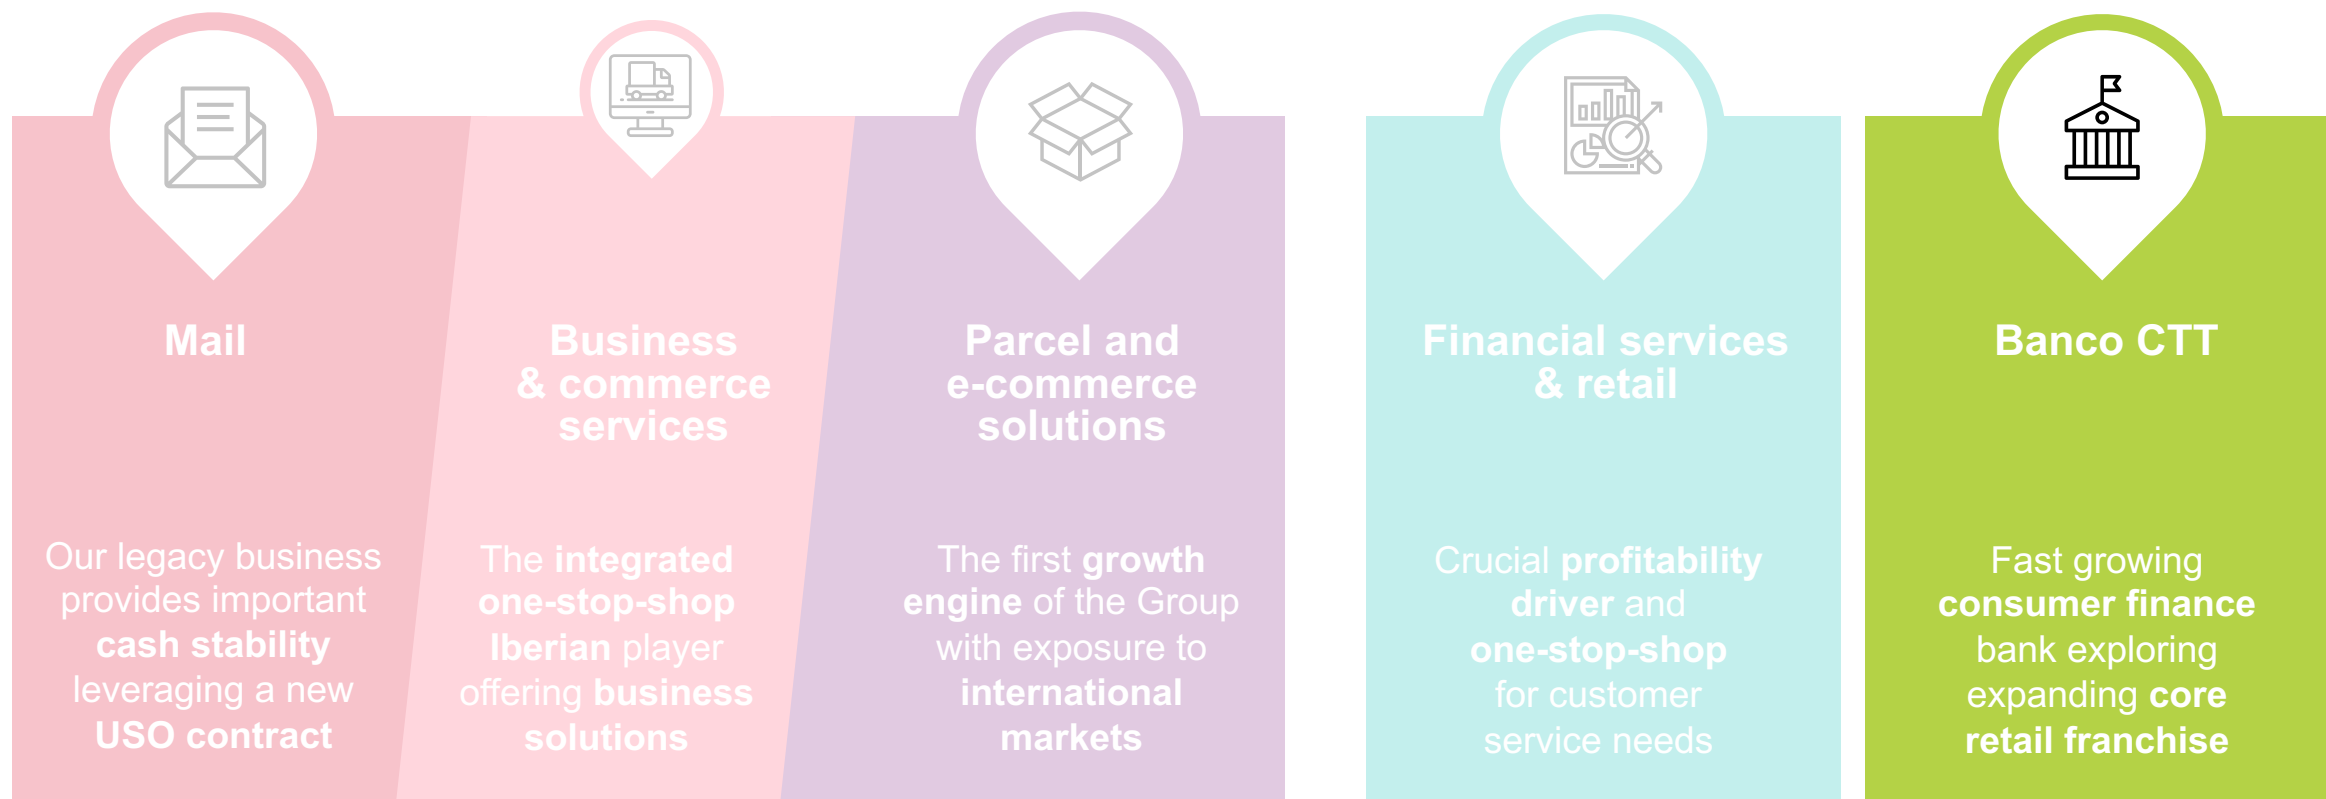 Mail
Our legacy business
provides important
cash stability
leveraging a new
USO contract
Business
& commerce
services
The integrated
one-stop-shop
Iberian player
offering business
solutions
Parcel and
e-commerce
solutions
The first growth
engine of the Group
with exposure to
international
markets
Financial services
& retail
Crucial profitability
driver and
one-stop-shop
for customer
service needs
Banco CTT
Fast growing
consumer finance
bank exploring
expanding core
retail franchise